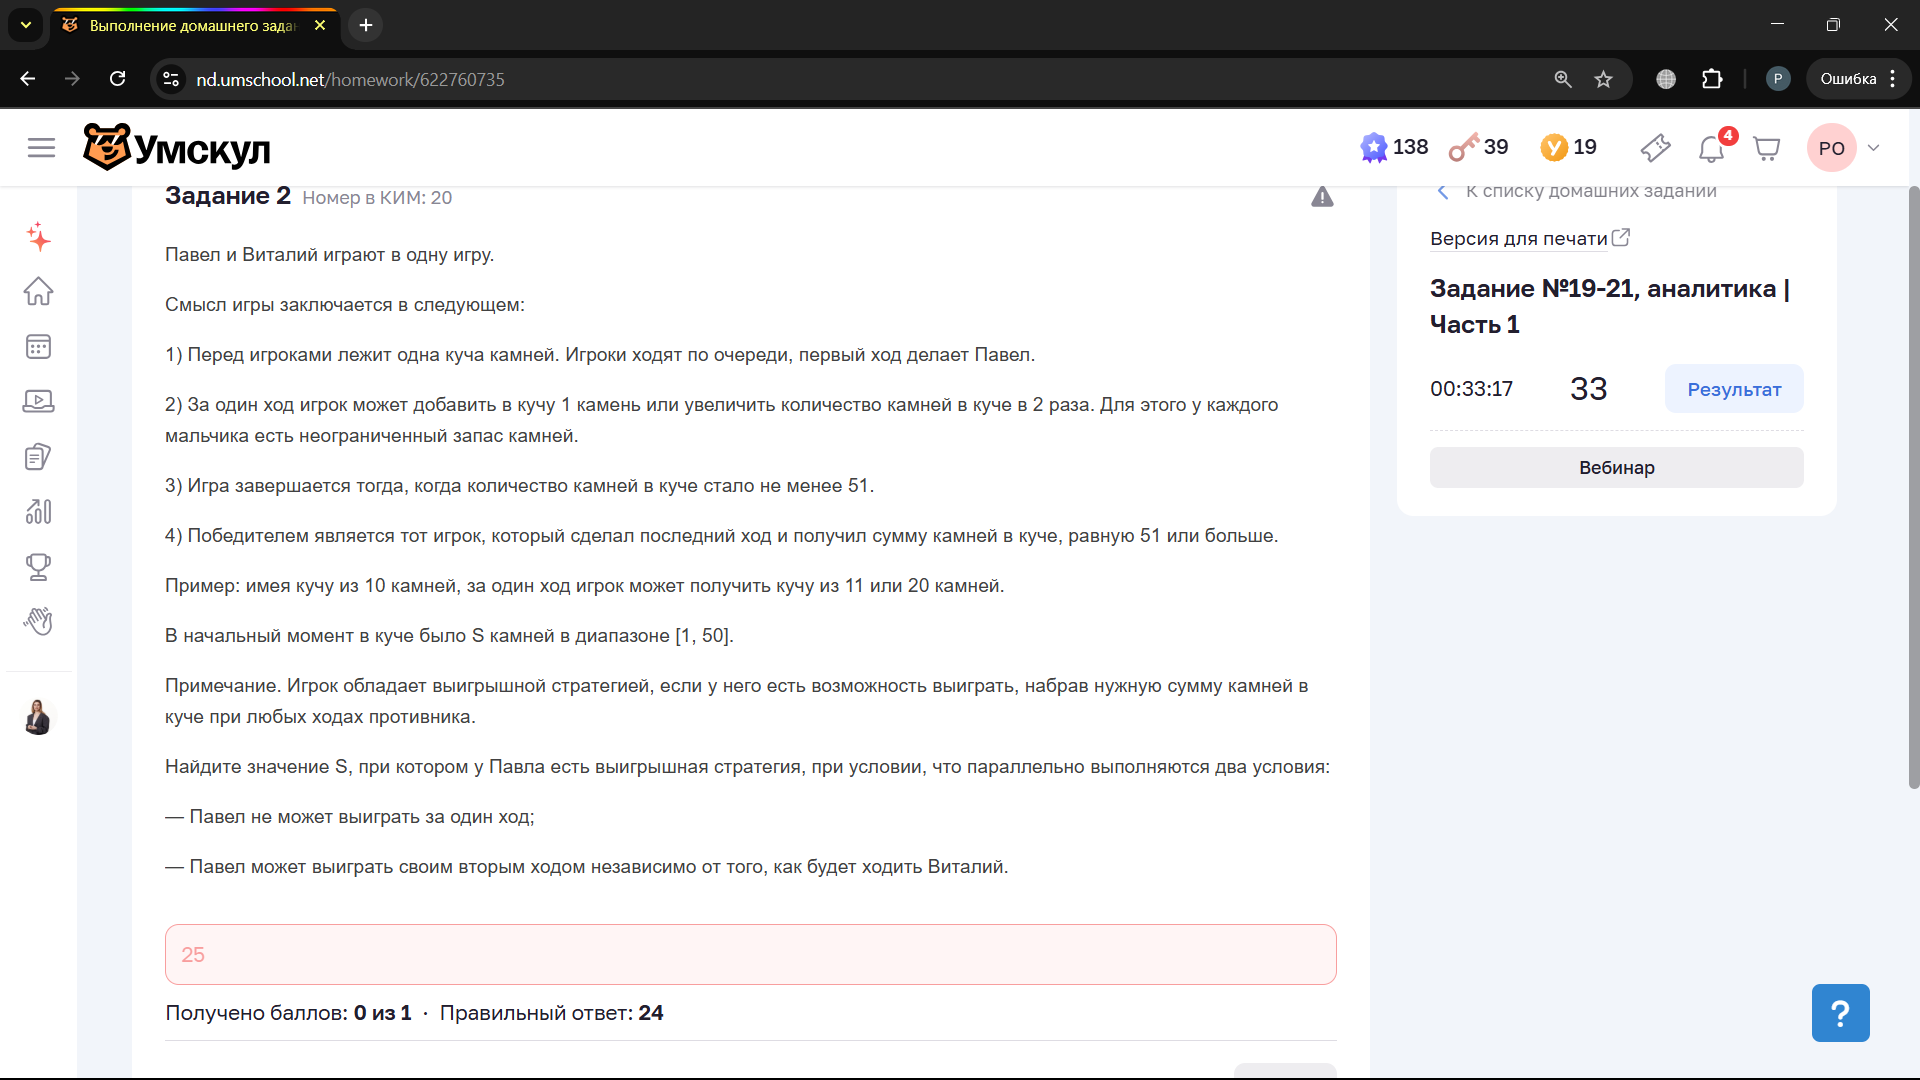 Выполнение домашнего зада
nd.umschool.net/homework/622760735
P
Ошибка
Умскул
138
39
19
4
РО
Задание 2 Номер в КИМ: 20
Павел и Виталий играют в одну игру.
Смысл игры заключается в следующем:
1) Перед игроками лежит одна куча камней. Игроки ходят по очереди, первый ход делает Павел.
2) За один ход игрок может добавить в кучу 1 камень или увеличить количество камней в куче в 2 раза. Для этого у каждого
мальчика есть неограниченный запас камней.
3) Игра завершается тогда, когда количество камней в куче стало не менее 51.
4) Победителем является тот игрок, который сделал последний ход и получил сумму камней в куче, равную 51 или больше.
Пример: имея кучу из 10 камней, за один ход игрок может получить кучу из 11 или 20 камней.
В начальный момент в куче было S камней в диапазоне [1, 50].
Примечание. Игрок обладает выигрышной стратегией, если у него есть возможность выиграть, набрав нужную сумму камней в
куче при любых ходах противника.
Найдите значение S, при котором у Павла есть выигрышная стратегия, при условии, что параллельно выполняются два условия:
— Павел не может выиграть за один ход;
— Павел может выиграть своим вторым ходом независимо от того, как будет ходить Виталий.
25
Получено баллов: 0 из 1 · Правильный ответ: 24
К списку домашних заданий
Версия для печати
Задание №19-21, аналитика |
Часть 1
00:33:17
33
Результат
Вебинар
?